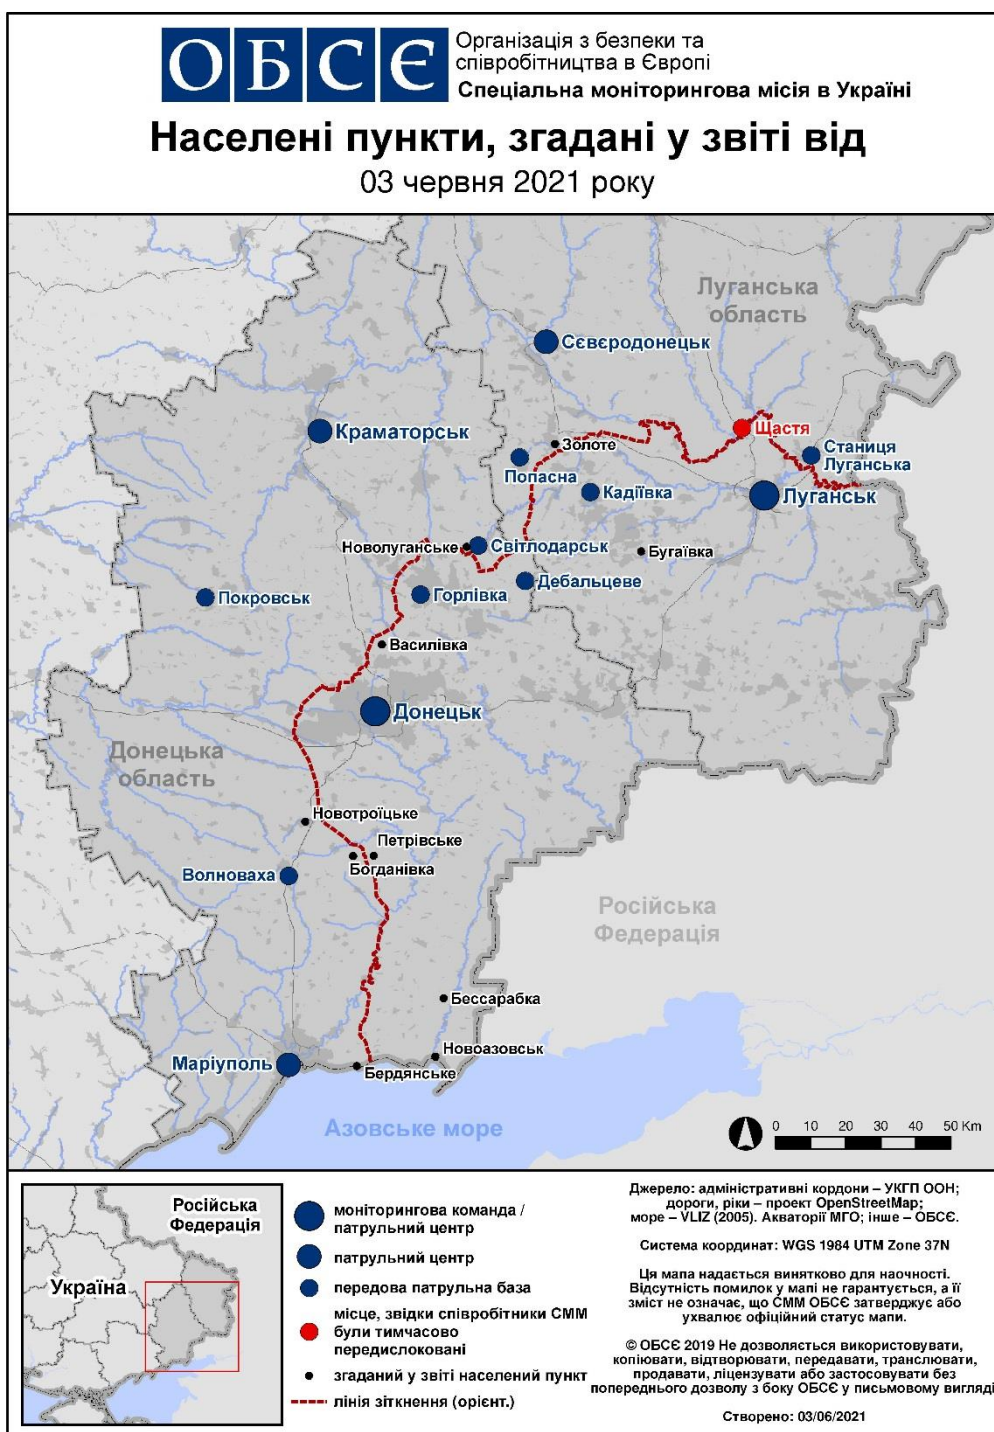 ОБСЄ
Організація з безпеки та
співробітництва в Європі
Спеціальна моніторингова місія в Україні
Населені пункти, згадані у звіті від
03 червня 2021 року
Луганська
область
Сєвєродонецьк
Краматорськ
Щастя
Золоте
Станиця
Луганська
Попасна
Кадіївка
Луганськ
Новолуганське
Світлодарськ
Бугаївка
Дебальцеве
Горлівка
Покровськ
Василівка
Донецьк
Донецька
область
Новотроїцьке
Петрівське
Богданівка
Волноваха
Російська
Федерація
Бессарабка
Новоазовськ
Маріуполь
Бердянське
Азовське море
0 10 20 30 40 50 Km
Російська
Федерація
Україна
моніторингова команда /
патрульний центр
патрульний центр
передова патрульна база
місце, звідки співробітники СММ
були тимчасово
передислоковані
згаданий у звіті населений пункт
лінія зіткнення (орієнт.)
Джерело: адміністративні кордони – УКГП ООН;
дороги, ріки – проект OpenStreetMap;
море – VLIZ (2005). Акваторії МГО; інше – ОБСЄ.
Система координат: WGS 1984 UTM Zone 37N
Ця мапа надається винятково для наочності.
Відсутність помилок у мапі не гарантується, а її
зміст не означає, що СММ ОБСЄ затверджує або
ухвалює офіційний статус мапи.
© ОБСЄ 2019 Не дозволяється використовувати,
копіювати, відтворювати, передавати, транслювати,
продавати, ліцензувати або застосовувати без
попереднього дозволу з боку ОБСЄ у письмовому вигляді
Створено: 03/06/2021